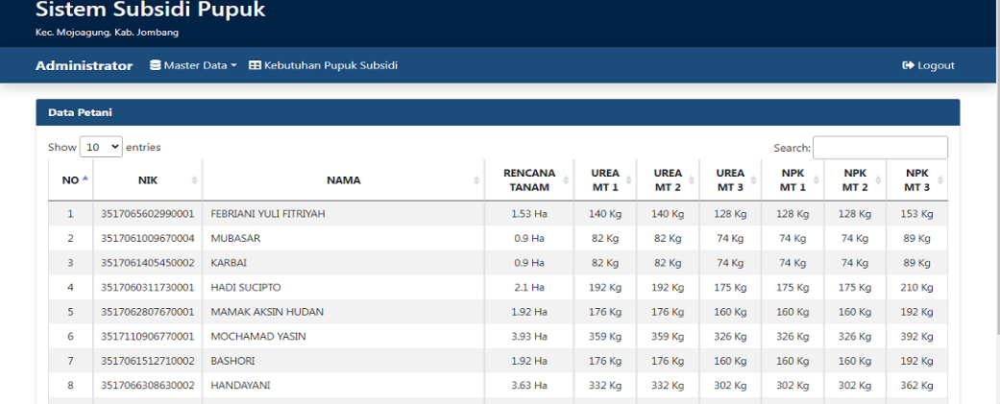 Sistem Subsidi Pupuk
Kec. Mojoagung, Kab. Jombang
Administrator Master Data Kebutuhan Pupuk Subsidi Logout
Data Petani
Show 10 entries Search:
NO NIK NAMA RENCANA TANAM UREA MT 1 UREA MT 2 UREA MT 3 NPK MT 1 NPK MT 2 NPK MT 3
1 3517065602990001 FEBRIANI YULI FITRIYAH 1.53 Ha 140 Kg 140 Kg 128 Kg 128 Kg 128 Kg 153 Kg
2 3517061009670004 MUBASAR 0.9 Ha 82 Kg 82 Kg 74 Kg 74 Kg 74 Kg 89 Kg
3 3517061405450002 KARBAI 0.9 Ha 82 Kg 82 Kg 74 Kg 74 Kg 74 Kg 89 Kg
4 3517060311730001 HADI SUCIPTO 2.1 Ha 192 Kg 192 Kg 175 Kg 175 Kg 175 Kg 210 Kg
5 3517062807670001 MAMAK AKSIN HUDAN 1.92 Ha 176 Kg 176 Kg 160 Kg 160 Kg 160 Kg 192 Kg
6 3517110906770001 MOCHAMAD YASIN 3.93 Ha 359 Kg 359 Kg 326 Kg 326 Kg 326 Kg 392 Kg
7 3517061512710002 BASHORI 1.92 Ha 176 Kg 176 Kg 160 Kg 160 Kg 160 Kg 192 Kg
8 3517066308630002 HANDAYANI 3.63 Ha 332 Kg 332 Kg 302 Kg 302 Kg 302 Kg 362 Kg